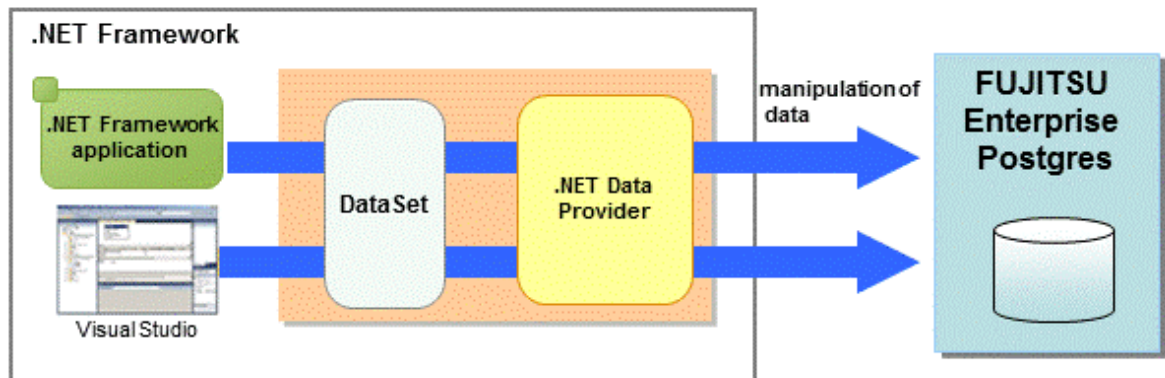 .NET Framework
.NET Framework
application
Visual Studio
DataSet
.NET Data
Provider
manipulation of
data
FUJITSU
Enterprise
Postgres